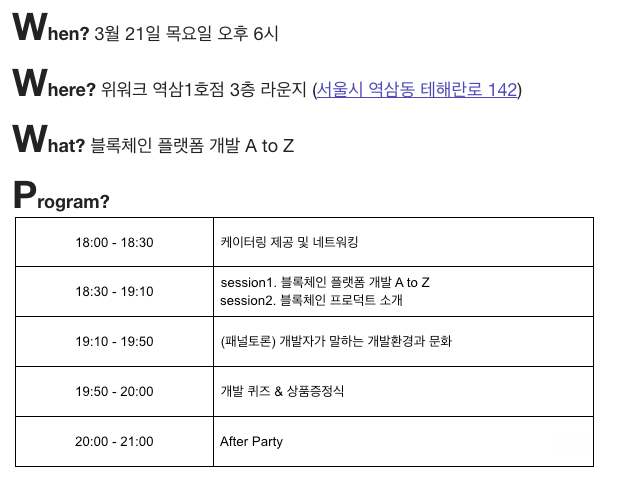 When? 3월 21일 목요일 오후 6시
Where? 위워크 역삼1호점 3층 라운지 (서울시 역삼동 테해란로 142)
What? 블록체인 플랫폼 개발 A to Z
Program?
18:00 - 18:30 케이터링 제공 및 네트워킹
18:30 - 19:10 session1. 블록체인 플랫폼 개발 A to Z
session2. 블록체인 프로덕트 소개
19:10 - 19:50 (패널토론) 개발자가 말하는 개발환경과 문화
19:50 - 20:00 개발 퀴즈 & 상품증정식
20:00 - 21:00 After Party